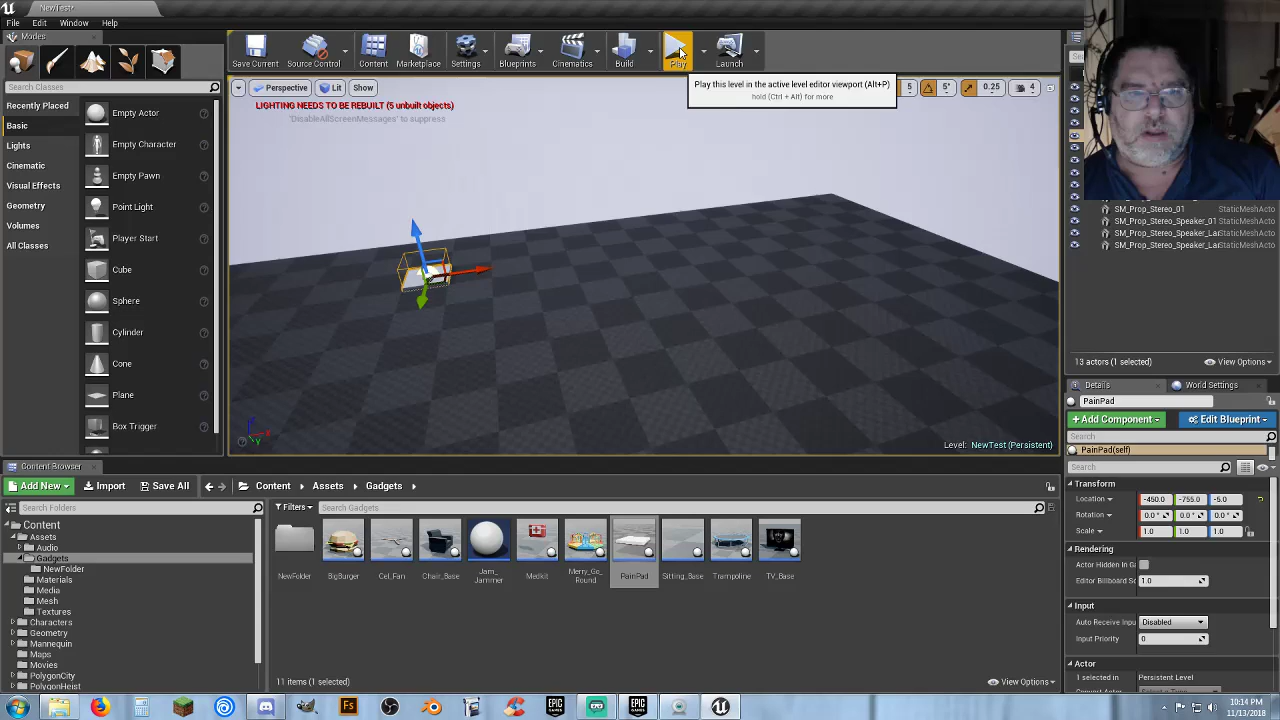 NewTest*
File Edit Window Help
Modes
Search Classes
Recently Placed
Basic
Lights
Cinematic
Visual Effects
Geometry
Volumes
All Classes
Empty Actor
Empty Character
Empty Pawn
Point Light
Player Start
Cube
Sphere
Cylinder
Cone
Plane
Box Trigger
Save Current Source Control Content Marketplace Settings Blueprints Cinematics Build Play Launch
Play this level in the active level editor viewport (Alt+P)
hold (Ctrl + Alt) for more
Perspective Lit Show
5 5° 0.25 4
LIGHTING NEEDS TO BE REBUILT (5 unbuilt objects)
'DisableAllScreenMessages' to suppress
Level: NewTest (Persistent)
SM_Prop_Stereo_01 StaticMeshActo
SM_Prop_Stereo_Speaker_01 StaticMeshActo
SM_Prop_Stereo_Speaker_La StaticMeshActo
SM_Prop_Stereo_Speaker_La StaticMeshActo
13 actors (1 selected) View Options
Details World Settings
PainPad
+ Add Component Edit Blueprint
Search
PainPad(self)
Search
Transform
Location -450.0 -755.0 -5.0
Rotation 0.0° 0.0° 0.0°
Scale 1.0 1.0 1.0
Rendering
Actor Hidden In G
Editor Billboard Sc 1.0
Input
Auto Receive Inpu Disabled
Input Priority 0
Actor
1 selected in Persistent Level
Content Browser
Add New Import Save All Content Assets Gadgets
Search Folders Filters Search Gadgets
Content
Assets
Audio
Gadgets
NewFolder
Materials
Media
Mesh
Textures
Characters
Geometry
Mannequin
Maps
Movies
PolygonCity
PolygonHeist
NewFolder BigBurger Cel_Fan Chair_Base Jam_Jammer Medkit Merry_Go_Round PainPad Sitting_Base Trampoline TV_Base
11 items (1 selected) View Options
10:14 PM
11/13/2018